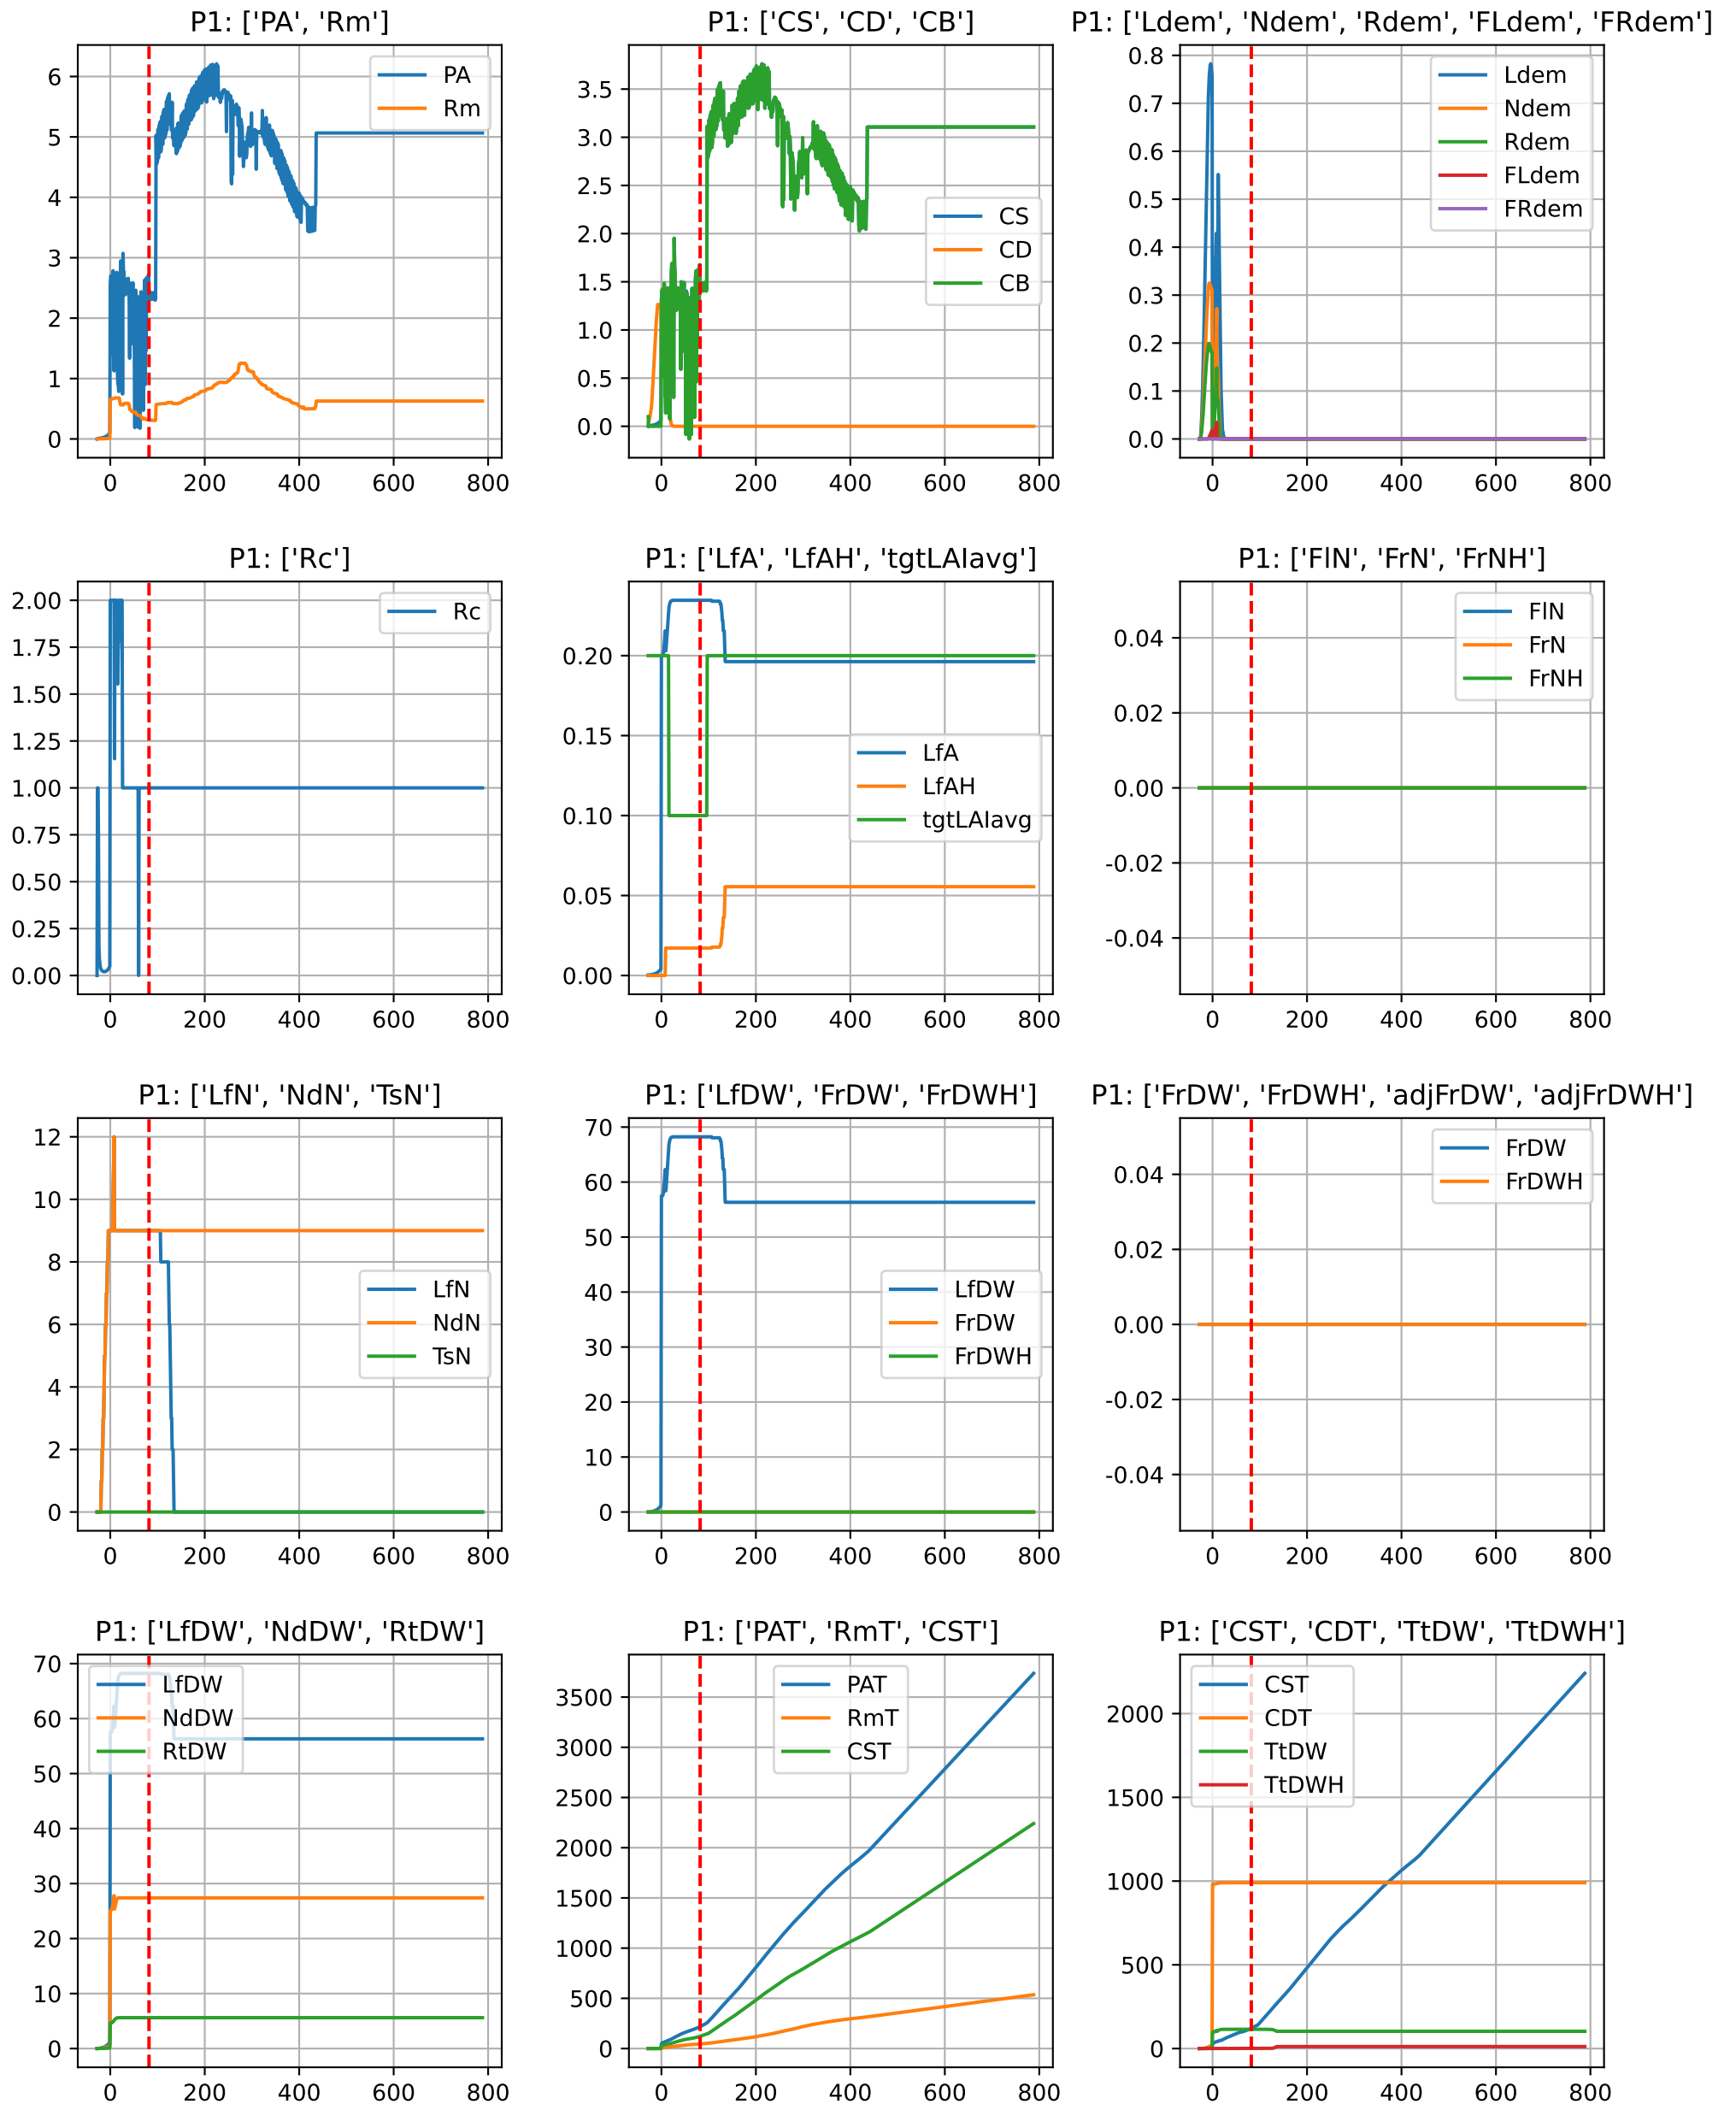 P1: ['PA', 'Rm']
6
5
4
3
2
1
0
PA
Rm
0 200 400 600 800
P1: ['CS', 'CD', 'CB']
3.5
3.0
2.5
2.0
1.5
1.0
0.5
0.0
CS
CD
CB
0 200 400 600 800
P1: ['Ldem', 'Ndem', 'Rdem', 'FLdem', 'FRdem']
0.8
0.7
0.6
0.5
0.4
0.3
0.2
0.1
0.0
Ldem
Ndem
Rdem
FLdem
FRdem
0 200 400 600 800
P1: ['Rc']
2.00
1.75
1.50
1.25
1.00
0.75
0.50
0.25
0.00
Rc
0 200 400 600 800
P1: ['LfA', 'LfAH', 'tgtLAIavg']
0.20
0.15
0.10
0.05
0.00
LfA
LfAH
tgtLAIavg
0 200 400 600 800
P1: ['FlN', 'FrN', 'FrNH']
0.04
0.02
0.00
-0.02
-0.04
FlN
FrN
FrNH
0 200 400 600 800
P1: ['LfN', 'NdN', 'TsN']
12
10
8
6
4
2
0
LfN
NdN
TsN
0 200 400 600 800
P1: ['LfDW', 'FrDW', 'FrDWH']
70
60
50
40
30
20
10
0
LfDW
FrDW
FrDWH
0 200 400 600 800
P1: ['FrDW', 'FrDWH', 'adjFrDW', 'adjFrDWH']
0.04
0.02
0.00
-0.02
-0.04
FrDW
FrDWH
0 200 400 600 800
P1: ['LfDW', 'NdDW', 'RtDW']
70
60
50
40
30
20
10
0
LfDW
NdDW
RtDW
0 200 400 600 800
P1: ['PAT', 'RmT', 'CST']
3500
3000
2500
2000
1500
1000
500
0
PAT
RmT
CST
0 200 400 600 800
P1: ['CST', 'CDT', 'TtDW', 'TtDWH']
2000
1500
1000
500
0
CST
CDT
TtDW
TtDWH
0 200 400 600 800